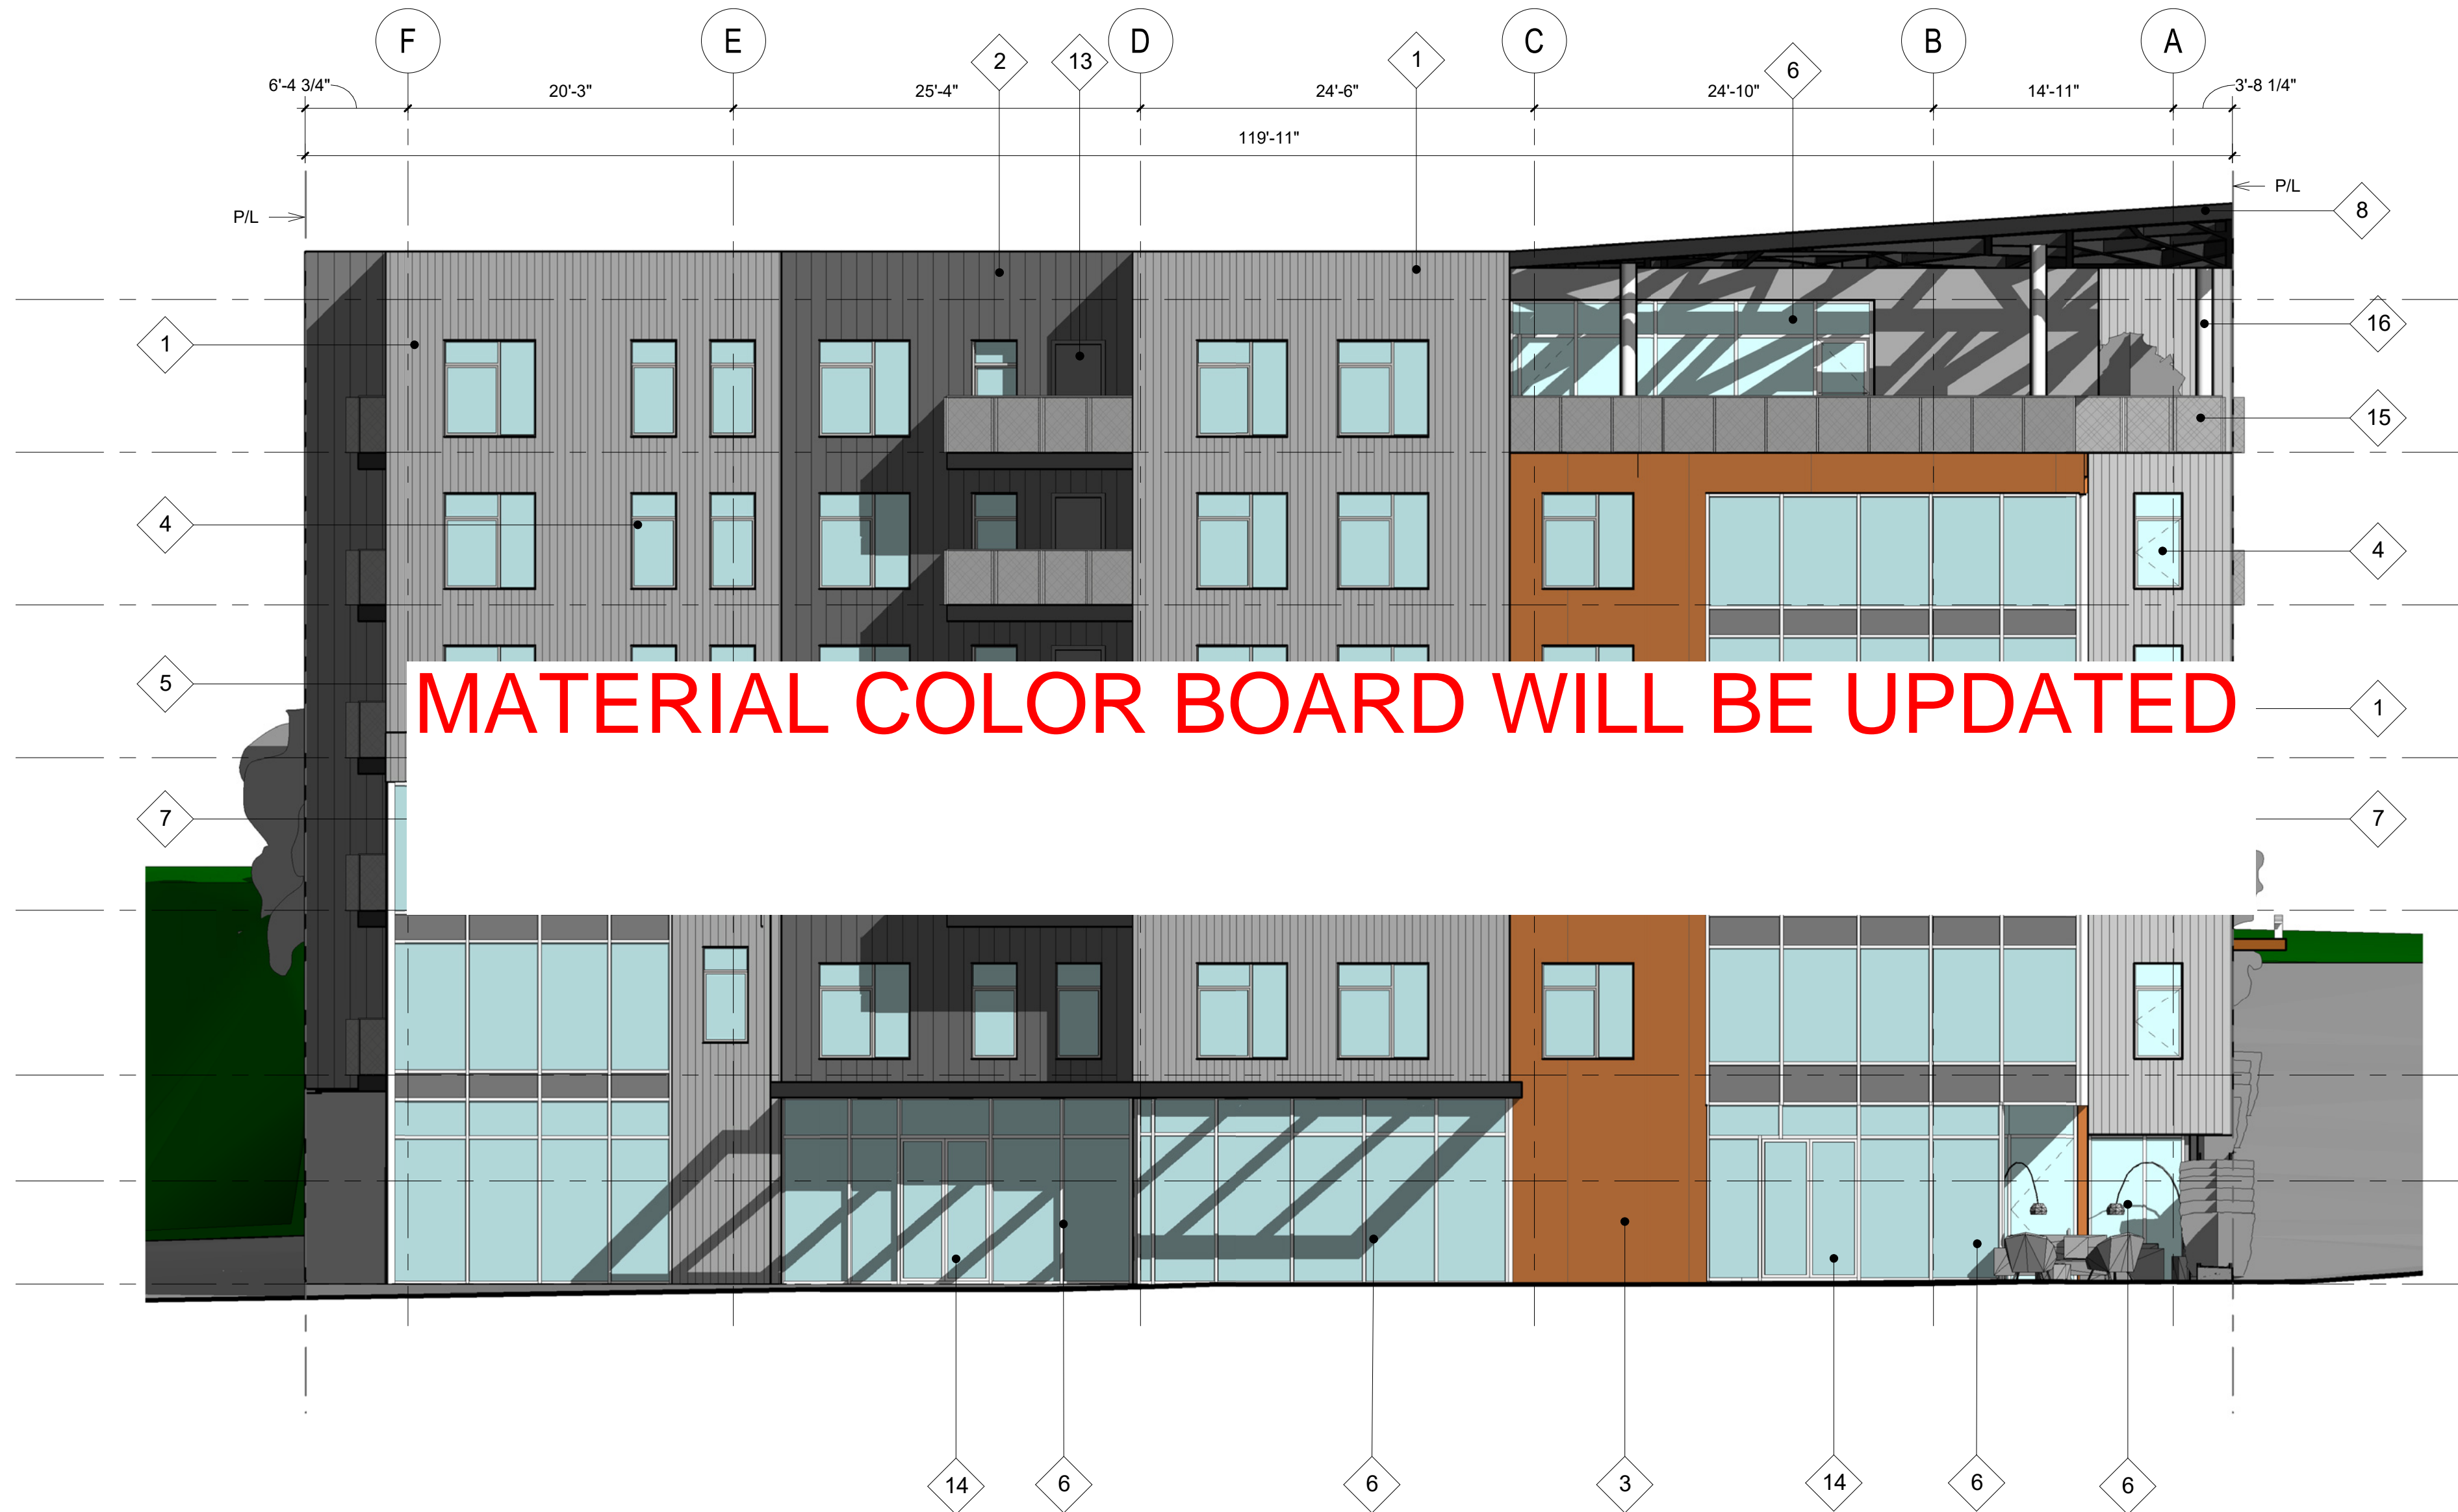 F E D C B A
2 13 1 6
6'-4 3/4" 20'-3" 25'-4" 24'-6" 24'-10" 14'-11" 3'-8 1/4"
119'-11"
P/L P/L
8
1 16
15
4 4
5 1
MATERIAL COLOR BOARD WILL BE UPDATED
7 7
14 6 6 3 14 6 6